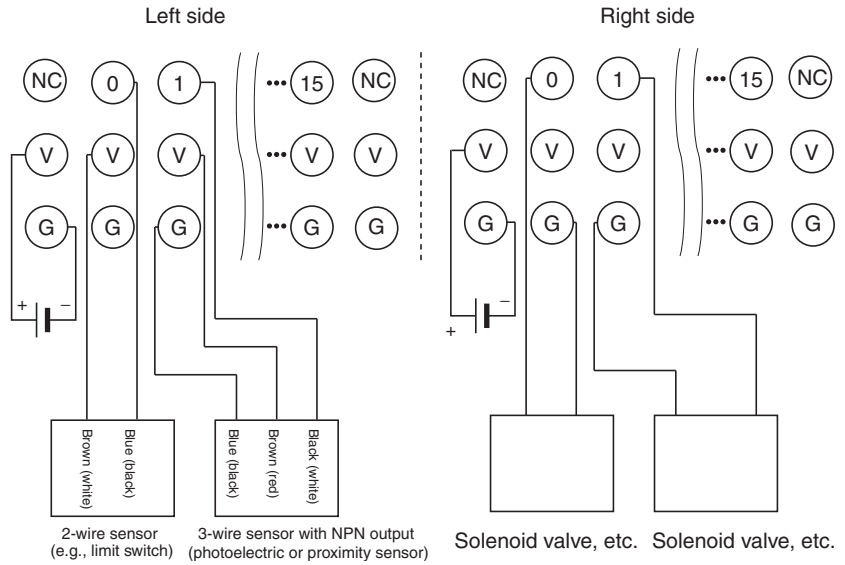 Left side
Right side
NC 0 1 ••• 15 NC
V V V ••• V V
G G G ••• G G
+ −
Brown (white)
Blue (black)
Blue (black)
Brown (red)
Black (white)
2-wire sensor
(e.g., limit switch)
3-wire sensor with NPN output
(photoelectric or proximity sensor)
NC 0 1 ••• 15 NC
V V V ••• V V
G G G ••• G G
+ −
Solenoid valve, etc.
Solenoid valve, etc.